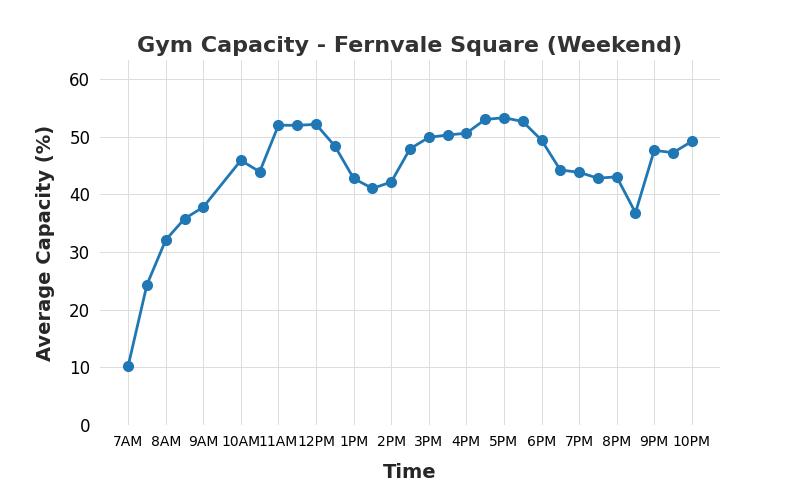 Gym Capacity - Fernvale Square (Weekend)
60
50
40
30
20
10
0
Average Capacity (%)
7AM 8AM 9AM 10AM 11AM 12PM 1PM 2PM 3PM 4PM 5PM 6PM 7PM 8PM 9PM 10PM
Time